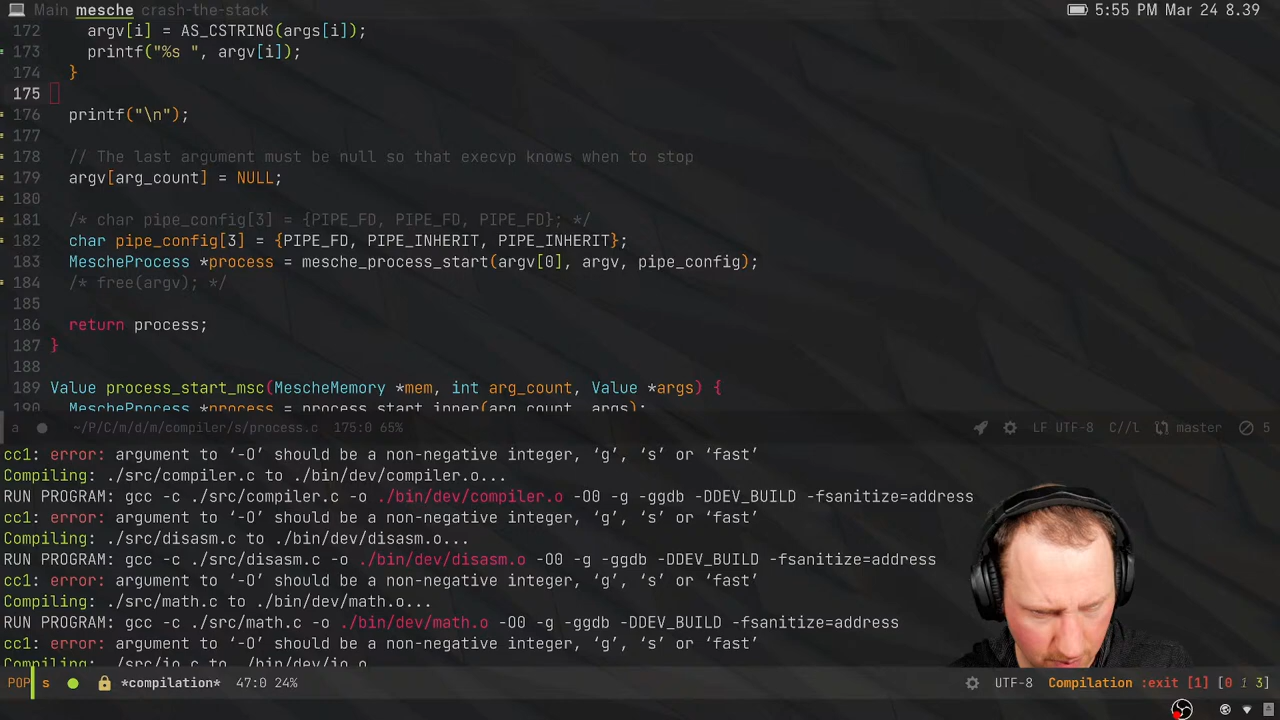 Main mesche crash-the-stack 5:55 PM Mar 24 8.39
172 argv[i] = AS_CSTRING(args[i]);
173 printf("%s ", argv[i]);
174 }
175
176 printf("\n");
177
178 // The last argument must be null so that execvp knows when to stop
179 argv[arg_count] = NULL;
180
181 /* char pipe_config[3] = {PIPE_FD, PIPE_FD, PIPE_FD}; */
182 char pipe_config[3] = {PIPE_FD, PIPE_INHERIT, PIPE_INHERIT};
183 MescheProcess *process = mesche_process_start(argv[0], argv, pipe_config);
184 /* free(argv); */
185
186 return process;
187 }
188
189 Value process_start_msc(MescheMemory *mem, int arg_count, Value *args) {
190 MescheProcess *process = process_start_inner(arg_count, args);
a ~/P/C/m/d/m/compiler/s/process.c 175:0 65% LF UTF-8 C//l master 5
cc1: error: argument to ‘-O’ should be a non-negative integer, ‘g’, ‘s’ or ‘fast’
Compiling: ./src/compiler.c to ./bin/dev/compiler.o...
RUN PROGRAM: gcc -c ./src/compiler.c -o ./bin/dev/compiler.o -O0 -g -ggdb -DDEV_BUILD -fsanitize=address
cc1: error: argument to ‘-O’ should be a non-negative integer, ‘g’, ‘s’ or ‘fast’
Compiling: ./src/disasm.c to ./bin/dev/disasm.o...
RUN PROGRAM: gcc -c ./src/disasm.c -o ./bin/dev/disasm.o -O0 -g -ggdb -DDEV_BUILD -fsanitize=address
cc1: error: argument to ‘-O’ should be a non-negative integer, ‘g’, ‘s’ or ‘fast’
Compiling: ./src/math.c to ./bin/dev/math.o...
RUN PROGRAM: gcc -c ./src/math.c -o ./bin/dev/math.o -O0 -g -ggdb -DDEV_BUILD -fsanitize=address
cc1: error: argument to ‘-O’ should be a non-negative integer, ‘g’, ‘s’ or ‘fast’
Compiling: ./src/io.c to ./bin/dev/io.o
POP s *compilation* 47:0 24% UTF-8 Compilation :exit [1] [0 1 3]